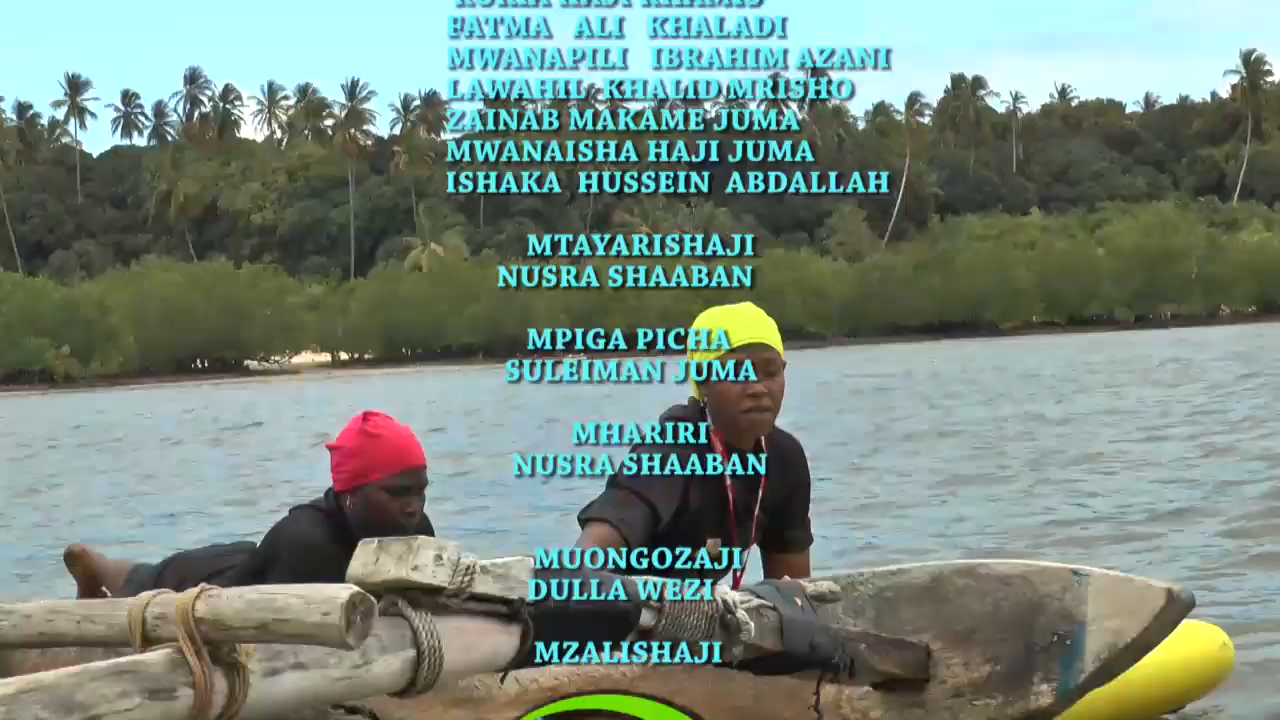 FATMA ALI KHALADI
MWANAPILI IBRAHIM AZANI
LAWAHIL KHALID MRISHO
ZAINAB MAKAME JUMA
MWANAISHA HAJI JUMA
ISHAKA HUSSEIN ABDALLAH
MTAYARISHAJI
NUSRA SHAABAN
MPIGA PICHA
SULEIMAN JUMA
MHARIRI
NUSRA SHAABAN
MUONGOZAJI
DULLA WEZI
MZALISHAJI